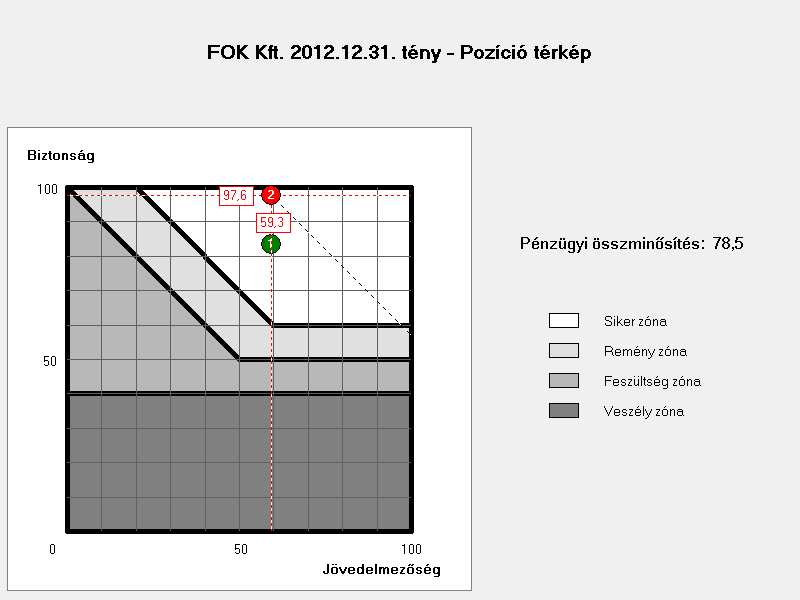 FOK Kft. 2012.12.31. tény - Pozíció térkép
Biztonság
100
97,6
2
59,3
1
Pénzügyi összminősítés: 78,5
Siker zóna
Remény zóna
50
Feszültség zóna
Veszély zóna
0
50
100
Jövedelmezőség